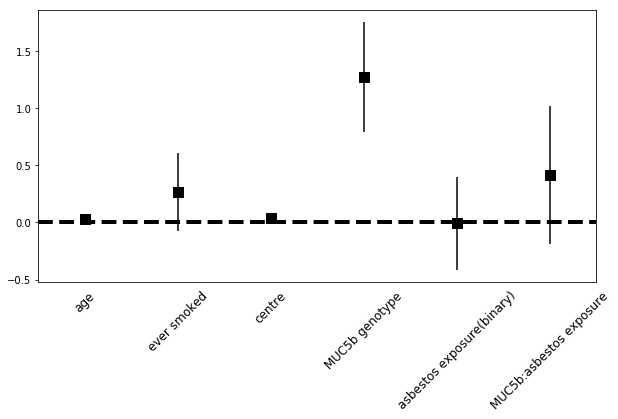 1.5
1.0
0.5
0.0
−0.5
age
ever smoked
centre
MUC5b genotype
asbestos exposure(binary)
MUC5b:asbestos exposure